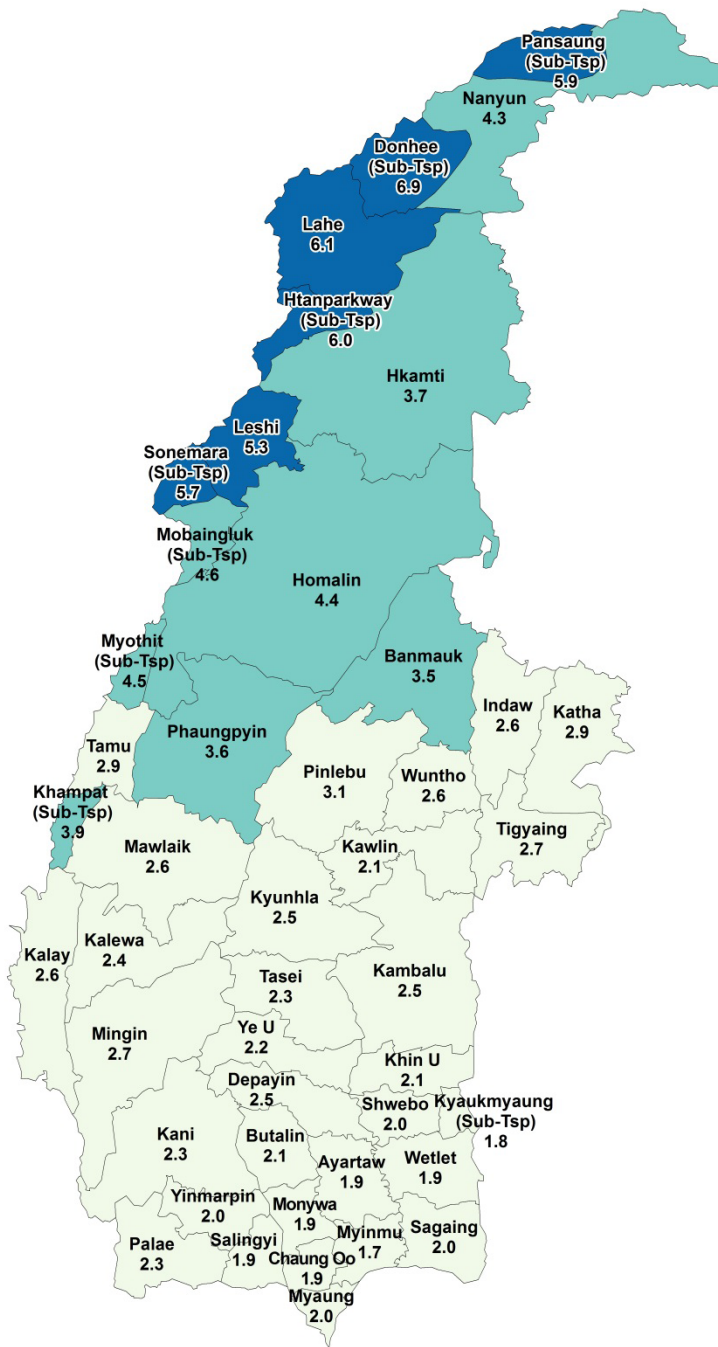 Pansaung
(Sub-Tsp)
5.9
Nanyun
4.3
Donhee
(Sub-Tsp)
6.9
Lahe
6.1
Htanparkway
(Sub-Tsp)
6.0
Hkamti
3.7
Leshi
5.3
Sonemara
(Sub-Tsp)
5.7
Mobaingluk
(Sub-Tsp)
4.6
Homalin
4.4
Myothit
(Sub-Tsp)
4.5
Banmauk
3.5
Indaw
2.6
Katha
2.9
Phaungpyin
3.6
Tamu
2.9
Pinlebu
3.1
Wuntho
2.6
Khampat
(Sub-Tsp)
3.9
Tigyaing
2.7
Mawlaik
2.6
Kawlin
2.1
Kyunhla
2.5
Kalay
2.6
Kalewa
2.4
Kambalu
2.5
Tasei
2.3
Mingin
2.7
Ye U
2.2
Khin U
2.1
Depayin
2.5
Shwebo
2.0
Kyaukmyaung
(Sub-Tsp)
1.8
Kani
2.3
Butalin
2.1
Ayartaw
1.9
Wetlet
1.9
Yinmarpin
2.0
Monywa
1.9
Palae
2.3
Salingyi
1.9
Myinmu
1.7
Sagaing
2.0
Chaung Oo
1.9
Myaung
2.0